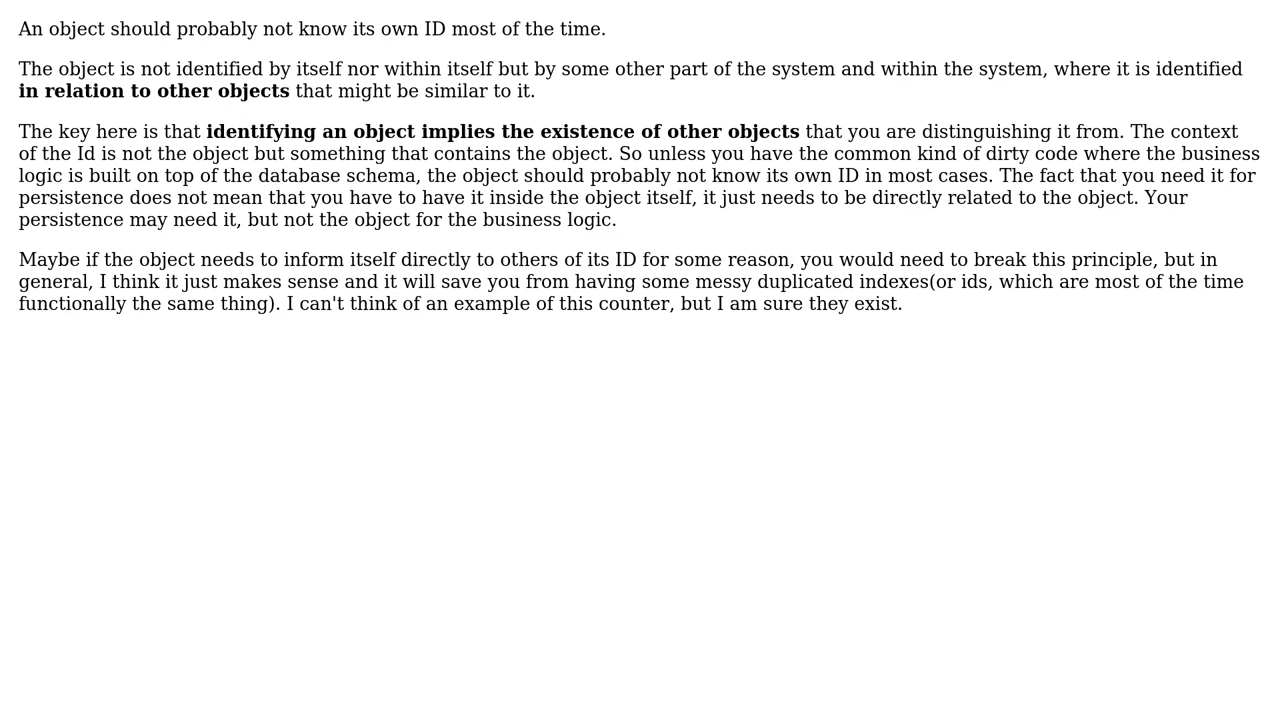 An object should probably not know its own ID most of the time.
The object is not identified by itself nor within itself but by some other part of the system and within the system, where it is identified
in relation to other objects that might be similar to it.
The key here is that identifying an object implies the existence of other objects that you are distinguishing it from. The context
of the Id is not the object but something that contains the object. So unless you have the common kind of dirty code where the business
logic is built on top of the database schema, the object should probably not know its own ID in most cases. The fact that you need it for
persistence does not mean that you have to have it inside the object itself, it just needs to be directly related to the object. Your
persistence may need it, but not the object for the business logic.
Maybe if the object needs to inform itself directly to others of its ID for some reason, you would need to break this principle, but in
general, I think it just makes sense and it will save you from having some messy duplicated indexes(or ids, which are most of the time
functionally the same thing). I can't think of an example of this counter, but I am sure they exist.